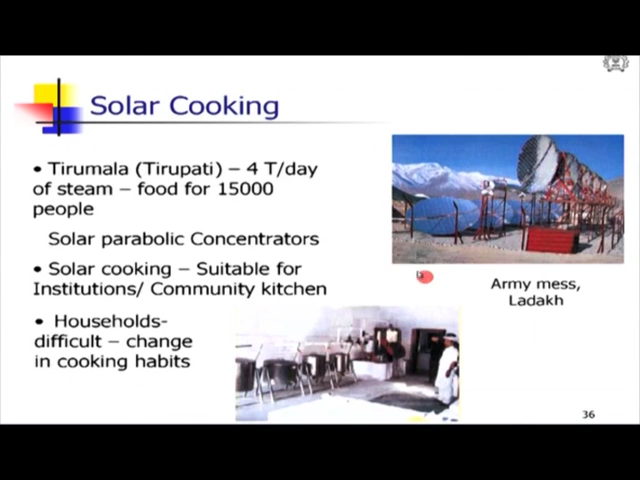 Solar Cooking
• Tirumala (Tirupati) – 4 T/day
of steam – food for 15000
people
Solar parabolic Concentrators
• Solar cooking – Suitable for
Institutions/ Community kitchen
• Households-
difficult – change
in cooking habits
Army mess,
Ladakh
36